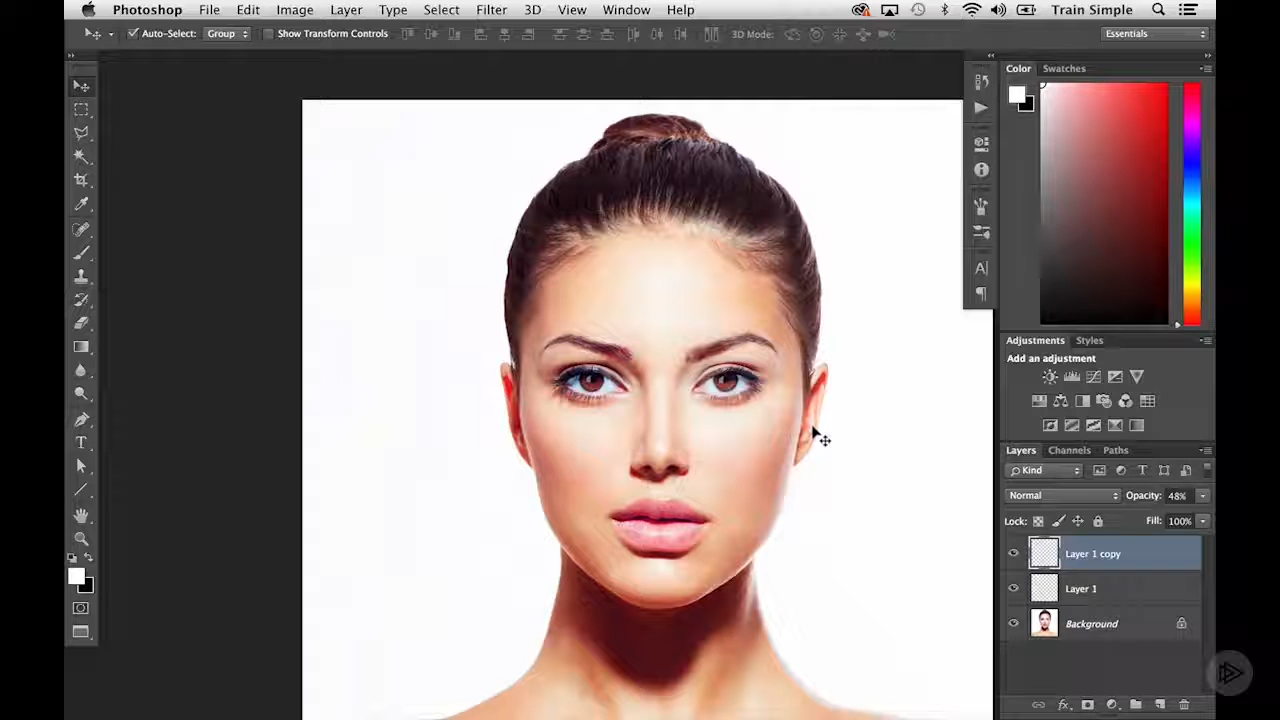 Photoshop File Edit Image Layer Type Select Filter 3D View Window Help Train Simple
Auto-Select: Group Show Transform Controls 3D Mode: Essentials
Color Swatches
Adjustments Styles
Add an adjustment
Layers Channels Paths
Kind
Normal Opacity: 48%
Lock: Fill: 100%
Layer 1 copy
Layer 1
Background